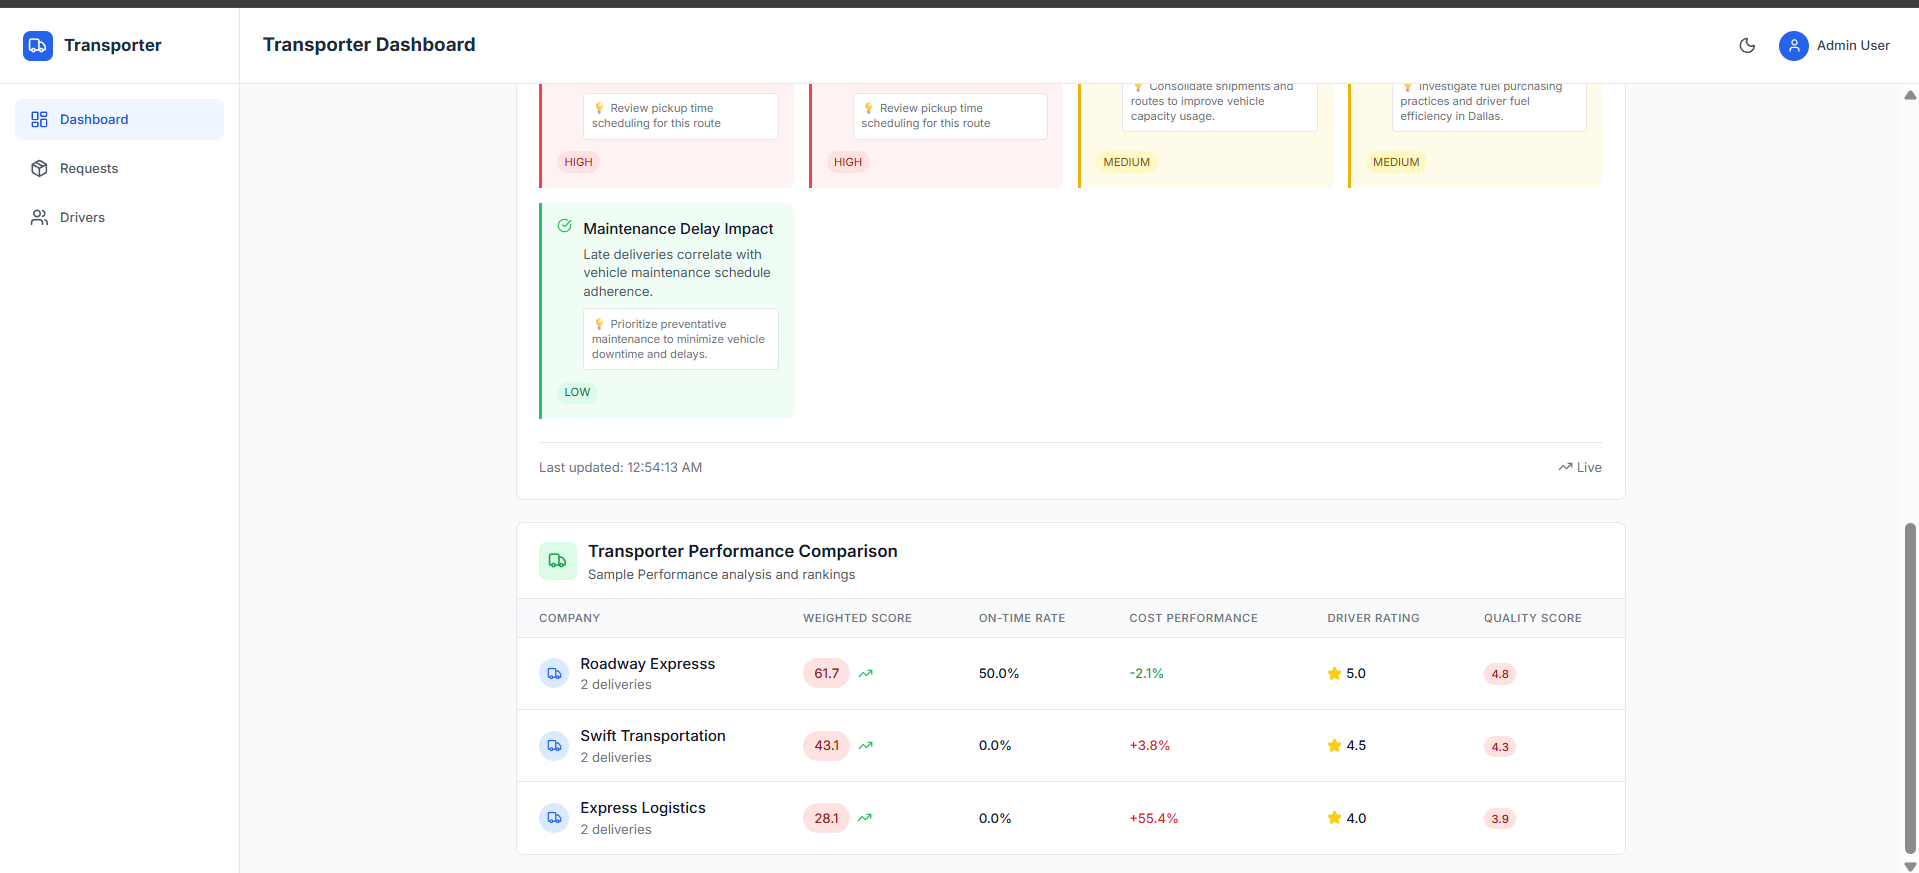 Transporter
Transporter Dashboard
Admin User
Dashboard
Requests
Drivers
Review pickup time
scheduling for this route
HIGH
Review pickup time
scheduling for this route
HIGH
Consolidate shipments and
routes to improve vehicle
capacity usage.
MEDIUM
Investigate fuel purchasing
practices and driver fuel
efficiency in Dallas.
MEDIUM
Maintenance Delay Impact
Late deliveries correlate with
vehicle maintenance schedule
adherence.
Prioritize preventative
maintenance to minimize vehicle
downtime and delays.
LOW
Last updated: 12:54:13 AM
Live
Transporter Performance Comparison
Sample Performance analysis and rankings
COMPANY WEIGHTED SCORE ON-TIME RATE COST PERFORMANCE DRIVER RATING QUALITY SCORE
Roadway Expresss
2 deliveries
61.7 50.0% -2.1% 5.0 4.8
Swift Transportation
2 deliveries
43.1 0.0% +3.8% 4.5 4.3
Express Logistics
2 deliveries
28.1 0.0% +55.4% 4.0 3.9